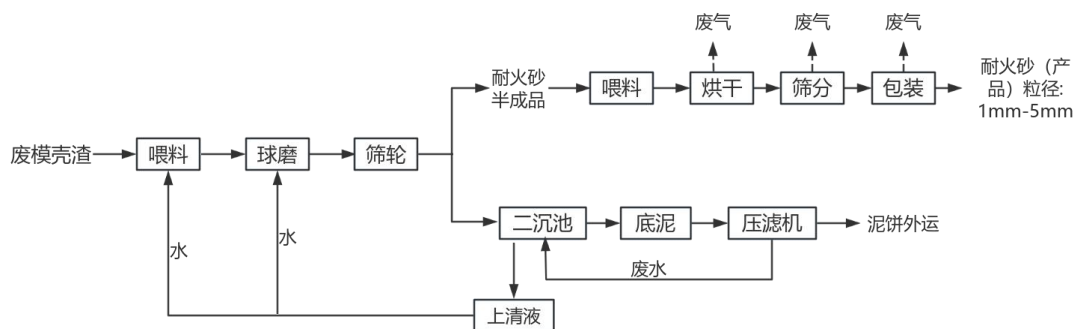 废气
废气
废气
耐火砂
半成品
喂料
烘干
筛分
包装
耐火砂（产
品）粒径:
1mm-5mm
废模壳渣
喂料
球磨
筛轮
二沉池
底泥
压滤机
泥饼外运
水
水
废水
上清液